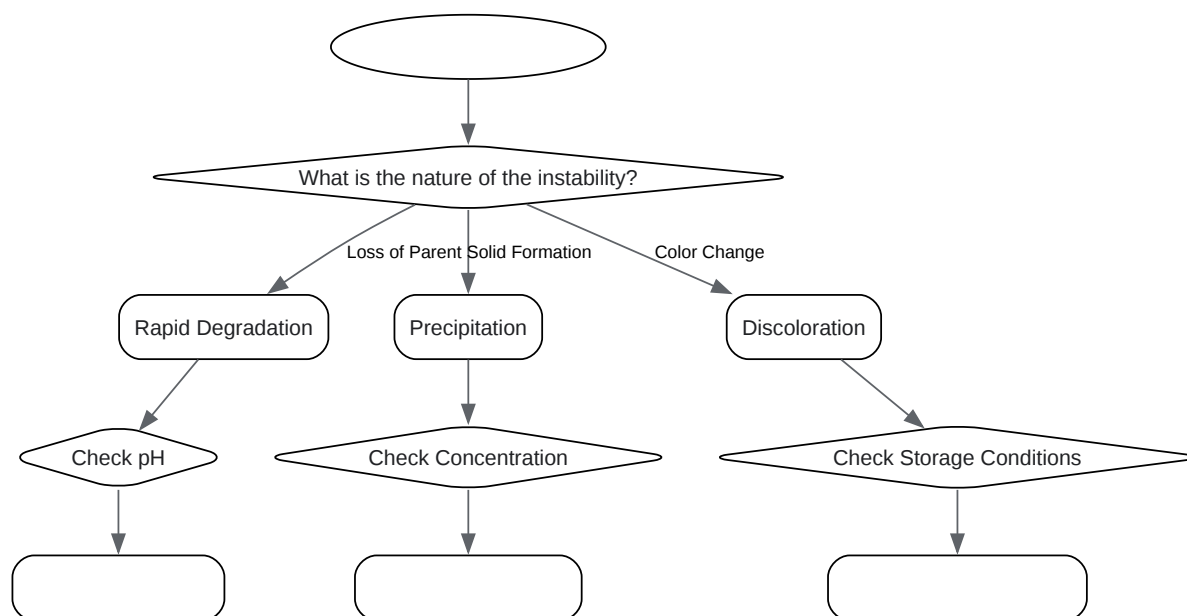 What is the nature of the instability?
Loss of Parent
Solid Formation
Color Change
Rapid Degradation
Precipitation
Discoloration
Check pH
Check Concentration
Check Storage Conditions